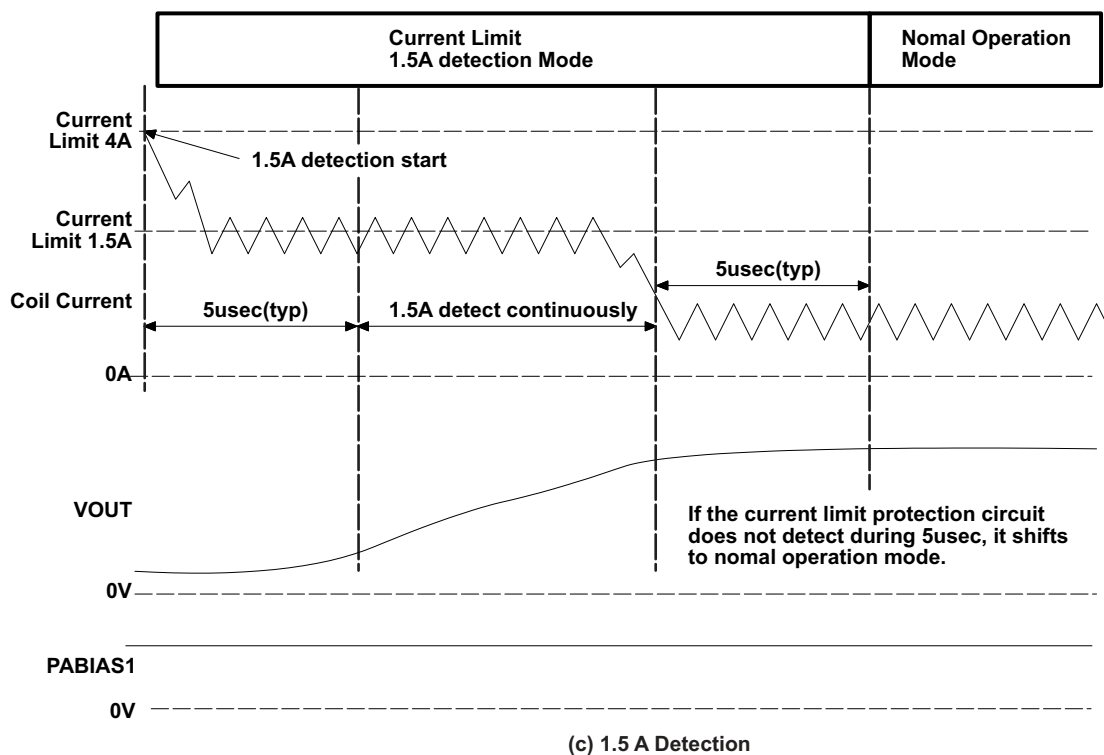 Current Limit
1.5A detection Mode
Nomal Operation
Mode
Current
Limit 4A
1.5A detection start
Current
Limit 1.5A
5usec(typ)
Coil Current
5usec(typ)
1.5A detect continuously
0A
VOUT
If the current limit protection circuit
does not detect during 5usec, it shifts
to nomal operation mode.
0V
PABIAS1
0V
(c) 1.5 A Detection